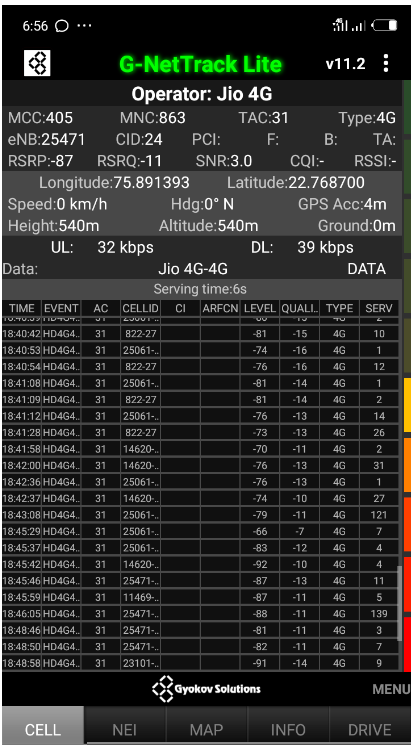 6:56
G-NetTrack Lite v11.2
Operator: Jio 4G
MCC:405 MNC:863 TAC:31 Type:4G
eNB:25471 CID:24 PCI: F: B: TA:
RSRP:-87 RSRQ:-11 SNR:3.0 CQI:- RSSI:-
Longitude:75.891393 Latitude:22.768700
Speed:0 km/h Hdg:0° N GPS Acc:4m
Height:540m Altitude:540m Ground:0m
UL: 32 kbps DL: 39 kbps
Data: Jio 4G-4G DATA
Serving time:6s
TIME EVENT AC CELLID CI ARFCN LEVEL QUALI.. TYPE SERV
18:40:42 HD4G4.. 31 822-27 -81 -15 4G 10
18:40:53 HD4G4.. 31 25061-.. -74 -16 4G 1
18:40:54 HD4G4.. 31 822-27 -76 -16 4G 12
18:41:08 HD4G4.. 31 25061-.. -81 -14 4G 1
18:41:09 HD4G4.. 31 822-27 -81 -14 4G 2
18:41:12 HD4G4.. 31 25061-.. -76 -13 4G 14
18:41:28 HD4G4.. 31 822-27 -73 -13 4G 26
18:41:58 HD4G4.. 31 14620-.. -70 -11 4G 2
18:42:00 HD4G4.. 31 14620-.. -76 -13 4G 31
18:42:36 HD4G4.. 31 25061-.. -76 -13 4G 1
18:42:37 HD4G4.. 31 14620-.. -74 -10 4G 27
18:43:08 HD4G4.. 31 25061-.. -79 -11 4G 121
18:45:29 HD4G4.. 31 25061-.. -66 -7 4G 7
18:45:37 HD4G4.. 31 25061-.. -83 -12 4G 4
18:45:42 HD4G4.. 31 14620-.. -92 -10 4G 4
18:45:46 HD4G4.. 31 25471-.. -87 -13 4G 11
18:45:59 HD4G4.. 31 11469-.. -87 -11 4G 5
18:46:05 HD4G4.. 31 25471-.. -88 -11 4G 139
18:48:46 HD4G4.. 31 25471-.. -81 -11 4G 3
18:48:50 HD4G4.. 31 25471-.. -82 -11 4G 7
18:48:58 HD4G4.. 31 23101-.. -91 -14 4G 9
Gyokov Solutions MENU
CELL NEI MAP INFO DRIVE